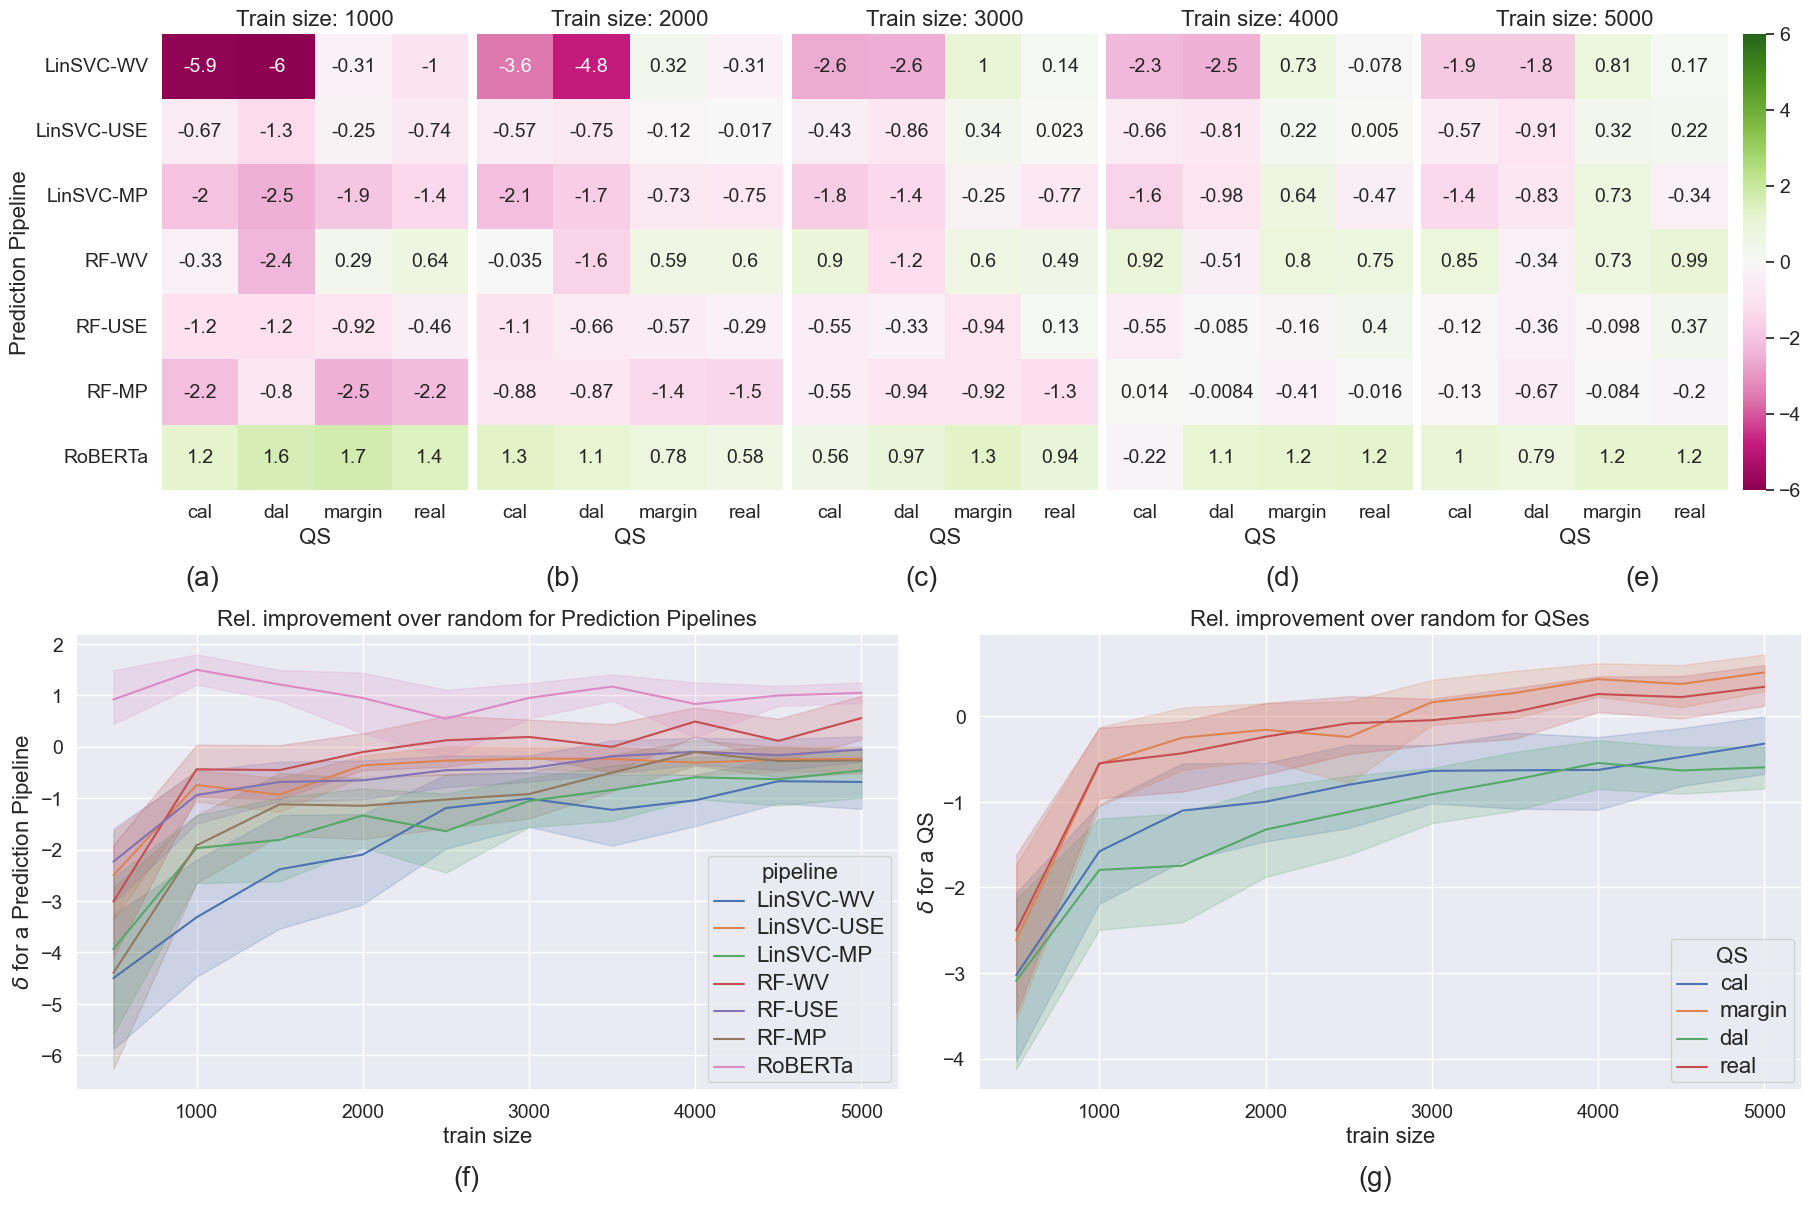 Train size: 1000 Train size: 2000 Train size: 3000 Train size: 4000 Train size: 5000
Prediction Pipeline
LinSVC-WV -5.9 -6 -0.31 -1 -3.6 -4.8 0.32 -0.31 -2.6 -2.6 1 0.14 -2.3 -2.5 0.73 -0.078 -1.9 -1.8 0.81 0.17
LinSVC-USE -0.67 -1.3 -0.25 -0.74 -0.57 -0.75 -0.12 -0.017 -0.43 -0.86 0.34 0.023 -0.66 -0.81 0.22 0.005 -0.57 -0.91 0.32 0.22
LinSVC-MP -2 -2.5 -1.9 -1.4 -2.1 -1.7 -0.73 -0.75 -1.8 -1.4 -0.25 -0.77 -1.6 -0.98 0.64 -0.47 -1.4 -0.83 0.73 -0.34
RF-WV -0.33 -2.4 0.29 0.64 -0.035 -1.6 0.59 0.6 0.9 -1.2 0.6 0.49 0.92 -0.51 0.8 0.75 0.85 -0.34 0.73 0.99
RF-USE -1.2 -1.2 -0.92 -0.46 -1.1 -0.66 -0.57 -0.29 -0.55 -0.33 -0.94 0.13 -0.55 -0.085 -0.16 0.4 -0.12 -0.36 -0.098 0.37
RF-MP -2.2 -0.8 -2.5 -2.2 -0.88 -0.87 -1.4 -1.5 -0.55 -0.94 -0.92 -1.3 0.014 -0.0084 -0.41 -0.016 -0.13 -0.67 -0.084 -0.2
RoBERTa 1.2 1.6 1.7 1.4 1.3 1.1 0.78 0.58 0.56 0.97 1.3 0.94 -0.22 1.1 1.2 1.2 1 0.79 1.2 1.2
cal dal margin real cal dal margin real cal dal margin real cal dal margin real cal dal margin real
QS QS QS QS QS
6
4
2
0
−2
−4
−6
(a) (b) (c) (d) (e)
Rel. improvement over random for Prediction Pipelines
δ for a Prediction Pipeline
2
1
0
−1
−2
−3
−4
−5
−6
pipeline
LinSVC-WV
LinSVC-USE
LinSVC-MP
RF-WV
RF-USE
RF-MP
RoBERTa
1000 2000 3000 4000 5000
train size
(f)
Rel. improvement over random for QSes
δ for a QS
0
−1
−2
−3
−4
QS
cal
margin
dal
real
1000 2000 3000 4000 5000
train size
(g)